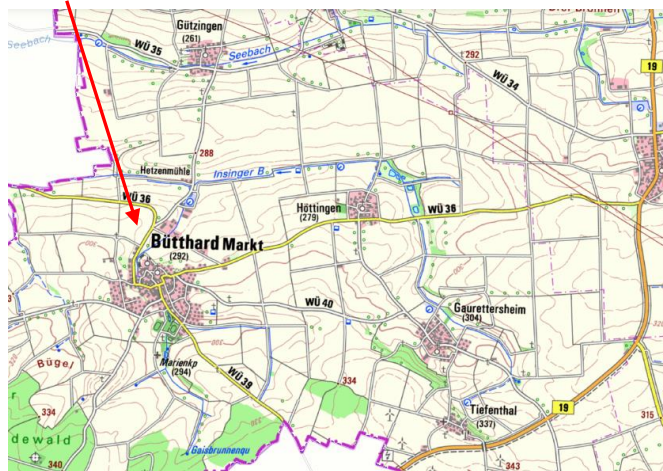 Gützingen
(261)
Seebach
WÜ 35
Seebach
292
WÜ 34
19
288
Hetzenmühle
Insinger B
WÜ 36
Höttingen
(279)
WÜ 36
Bütthard Markt
(292)
300
WÜ 40
Gaurettersheim
(304)
Marienkp
(294)
320
Bügel
WÜ 39
334
334
19
Tiefenthal
(337)
315
dewald
340
Gaisbrunnenqu
343